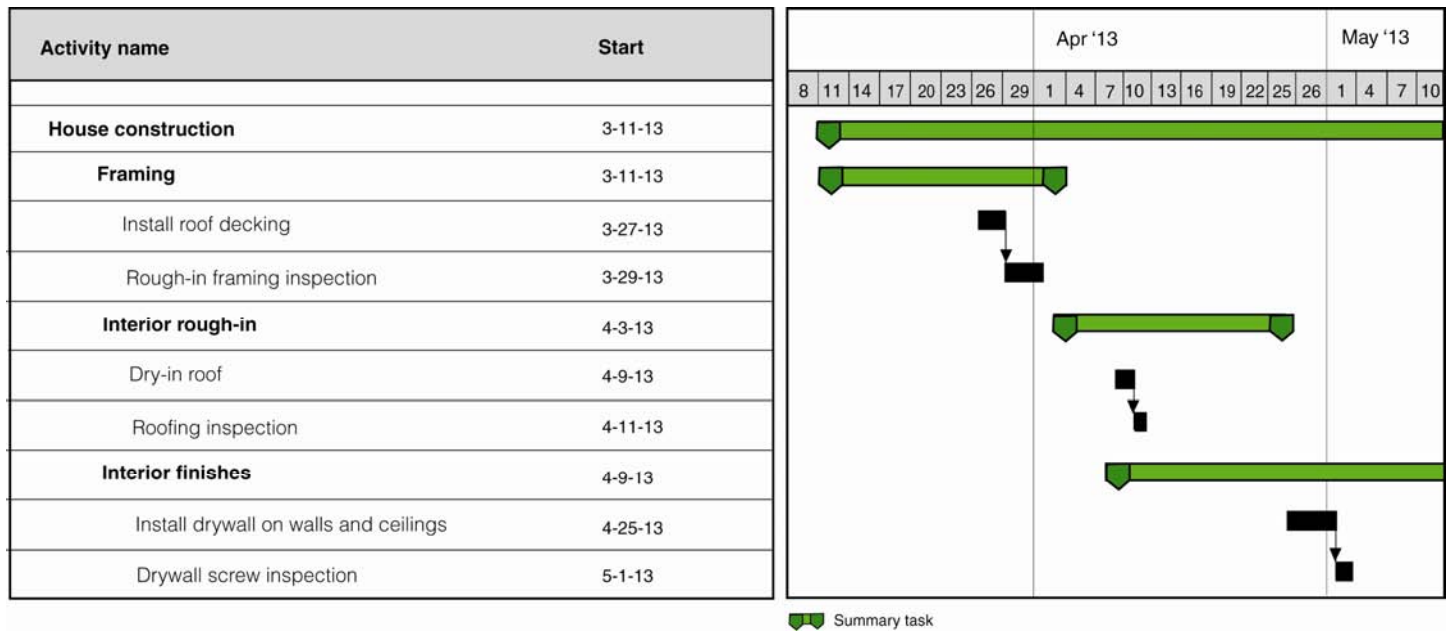 Activity name Start
House construction 3-11-13
Framing 3-11-13
Install roof decking 3-27-13
Rough-in framing inspection 3-29-13
Interior rough-in 4-3-13
Dry-in roof 4-9-13
Roofing inspection 4-11-13
Interior finishes 4-9-13
Install drywall on walls and ceilings 4-25-13
Drywall screw inspection 5-1-13
Apr ‘13 May ‘13
8 11 14 17 20 23 26 29 1 4 7 10 13 16 19 22 25 26 1 4 7 10
Summary task